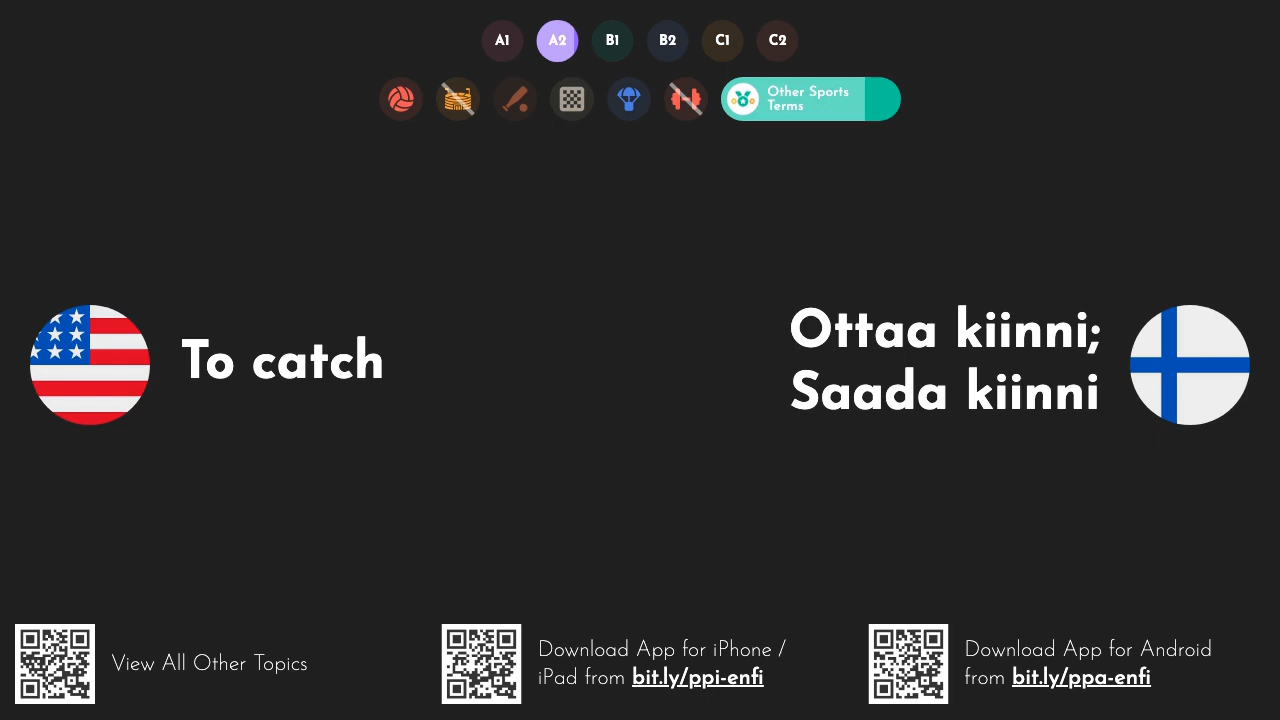 A1 A2 B1 B2 C1 C2
Other Sports
Terms
To catch
Ottaa kiinni;
Saada kiinni
View All Other Topics
Download App for iPhone /
iPad from bit.ly/ppi-enfi
Download App for Android
from bit.ly/ppa-enfi